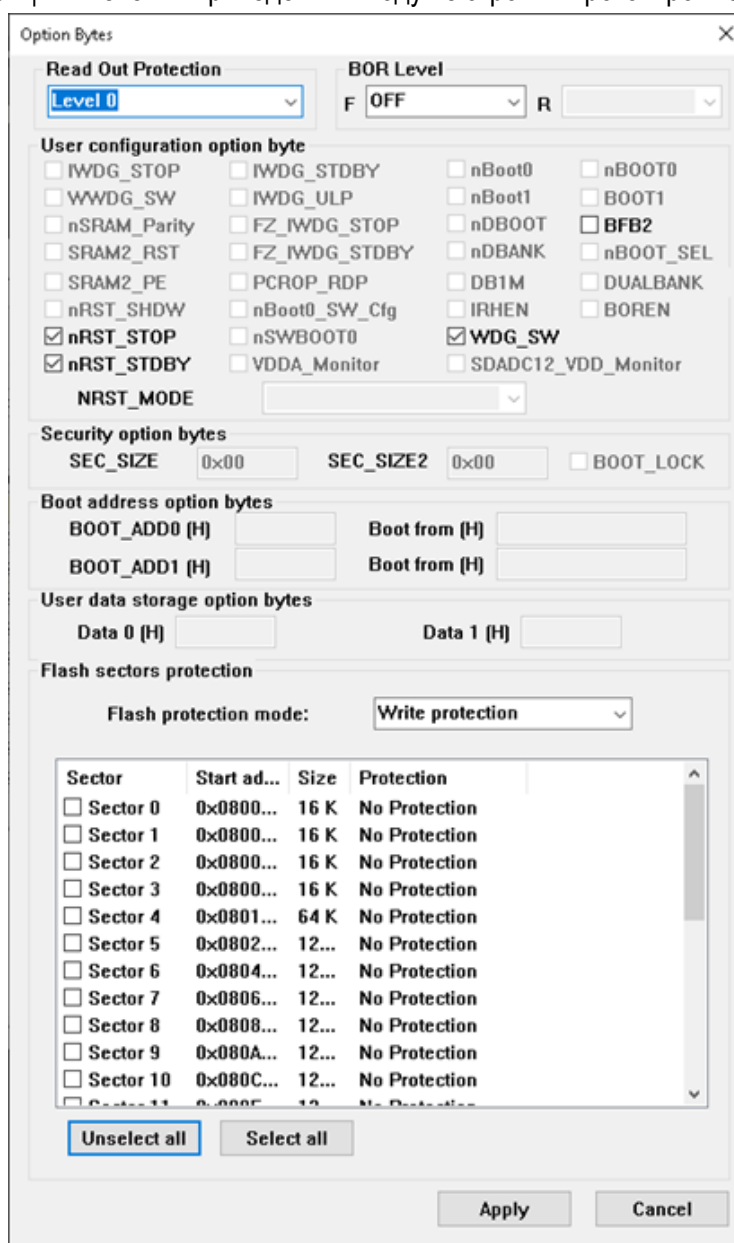 Option Bytes
Read Out Protection BOR Level
Level 0 F OFF R
User configuration option byte
IWDG_STOP IWDG_STDBY nBoot0 nBOOT0
WWDG_SW IWDG_ULP nBoot1 BOOT1
nSRAM_Parity FZ_IWDG_STOP nDBOOT BFB2
SRAM2_RST FZ_IWDG_STDBY nDBANK nBOOT_SEL
SRAM2_PE PCROP_RDP DB1M DUALBANK
nRST_SHDW nBoot0_SW_Cfg IRHEN BOREN
nRST_STOP nSWBOOT0 WDG_SW
nRST_STDBY VDDA_Monitor SDADC12_VDD_Monitor
NRST_MODE
Security option bytes
SEC_SIZE 0x00 SEC_SIZE2 0x00 BOOT_LOCK
Boot address option bytes
BOOT_ADD0 (H) Boot from (H)
BOOT_ADD1 (H) Boot from (H)
User data storage option bytes
Data 0 (H) Data 1 (H)
Flash sectors protection
Flash protection mode: Write protection
Sector Start ad... Size Protection
Sector 0 0x0800... 16 K No Protection
Sector 1 0x0800... 16 K No Protection
Sector 2 0x0800... 16 K No Protection
Sector 3 0x0800... 16 K No Protection
Sector 4 0x0801... 64 K No Protection
Sector 5 0x0802... 12... No Protection
Sector 6 0x0804... 12... No Protection
Sector 7 0x0806... 12... No Protection
Sector 8 0x0808... 12... No Protection
Sector 9 0x080A... 12... No Protection
Sector 10 0x080C... 12... No Protection
Unselect all Select all
Apply Cancel